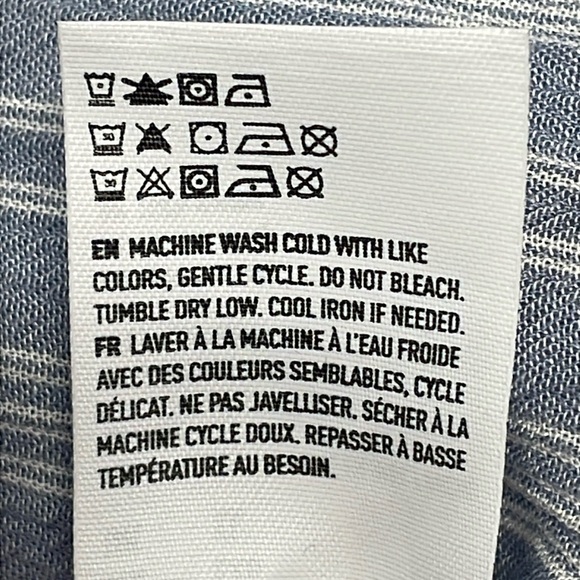 30
30
EN MACHINE WASH COLD WITH LIKE
COLORS, GENTLE CYCLE. DO NOT BLEACH.
TUMBLE DRY LOW. COOL IRON IF NEEDED.
FR LAVER À LA MACHINE À L'EAU FROIDE
AVEC DES COULEURS SEMBLABLES, CYCLE
DÉLICAT. NE PAS JAVELLISER. SÉCHER À LA
MACHINE CYCLE DOUX. REPASSER À BASSE
TEMPÉRATURE AU BESOIN.